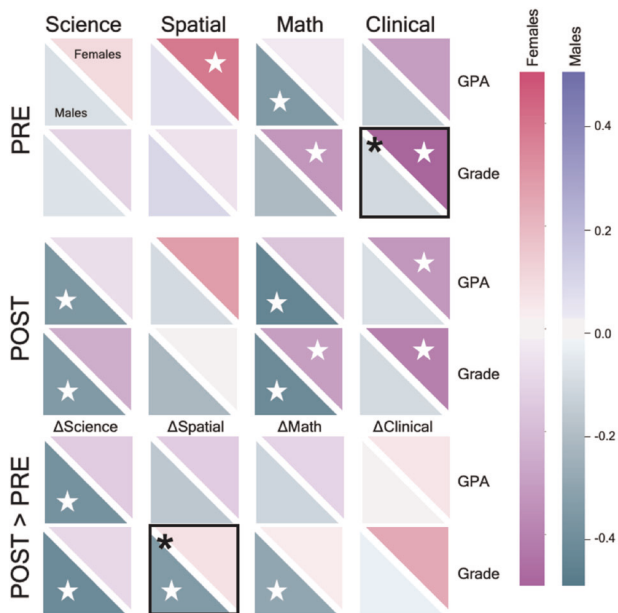 Science Spatial Math Clinical
Females
Males
PRE
GPA
*
Grade
POST
GPA
Grade
ΔScience ΔSpatial ΔMath ΔClinical
POST > PRE
GPA
*
Grade
Females
Males
0.4
0.2
0.0
-0.2
-0.4